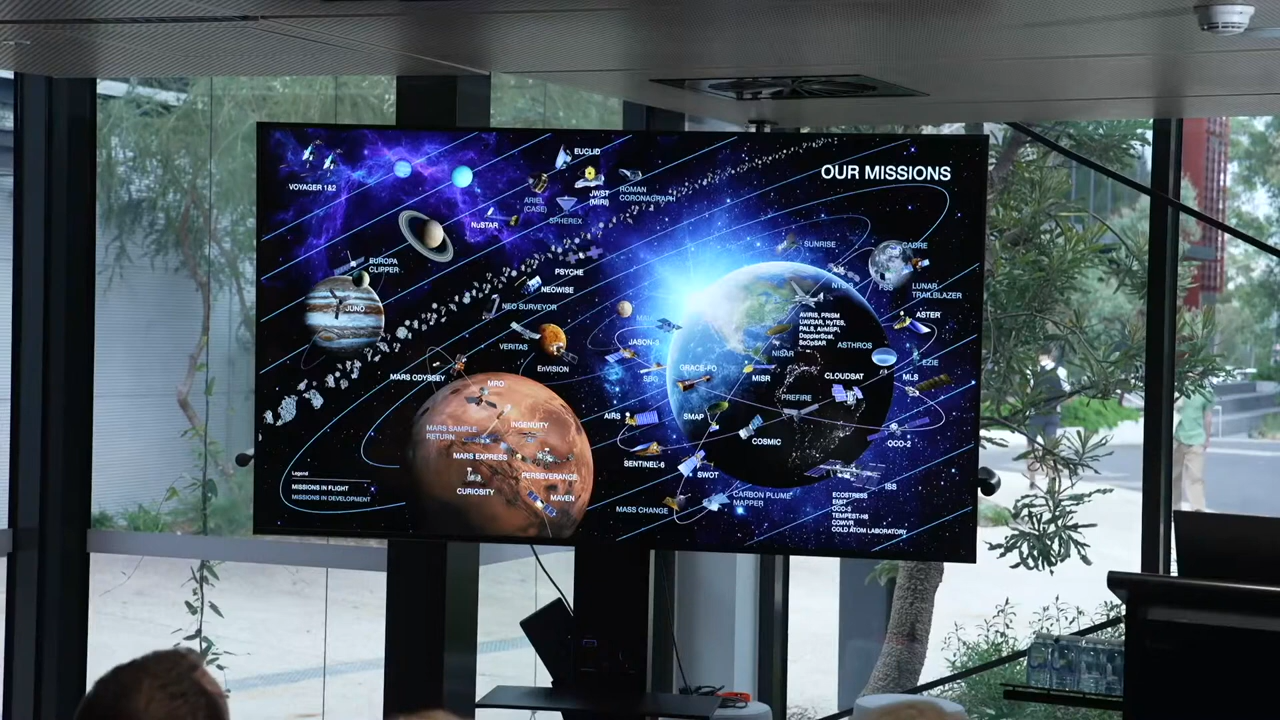 OUR MISSIONS
VOYAGER 1&2
EUCLID
JWST
(MIRI)
ROMAN
CORONAGRAPH
ARIEL
(CASE)
SPHEREX
NuSTAR
EUROPA
CLIPPER
JUNO
PSYCHE
NEOWISE
NEO SURVEYOR
VERITAS
EnVISION
SUNRISE
CADRE
FSS
LUNAR
TRAILBLAZER
MAIA
JASON-3
SBG
AVIRIS, PRISM
UAVSAR, HyTES,
PALS, AirMSPI,
DopplerScat,
SoOpSAR
ASTER
ASTHROS
EZIE
NISAR
GRACE-FO
MISR
CLOUDSAT
MLS
MARS ODYSSEY
MRO
MARS SAMPLE
RETURN
INGENUITY
MARS EXPRESS
PERSEVERANCE
CURIOSITY
MAVEN
AIRS
SMAP
PREFIRE
COSMIC
OCO-2
SENTINEL-6
SWOT
ISS
MASS CHANGE
CARBON PLUME
MAPPER
ECOSTRESS
EMIT
OCO-3
TEMPEST-H8
COWVR
COLD ATOM LABORATORY
Legend
MISSIONS IN FLIGHT
MISSIONS IN DEVELOPMENT